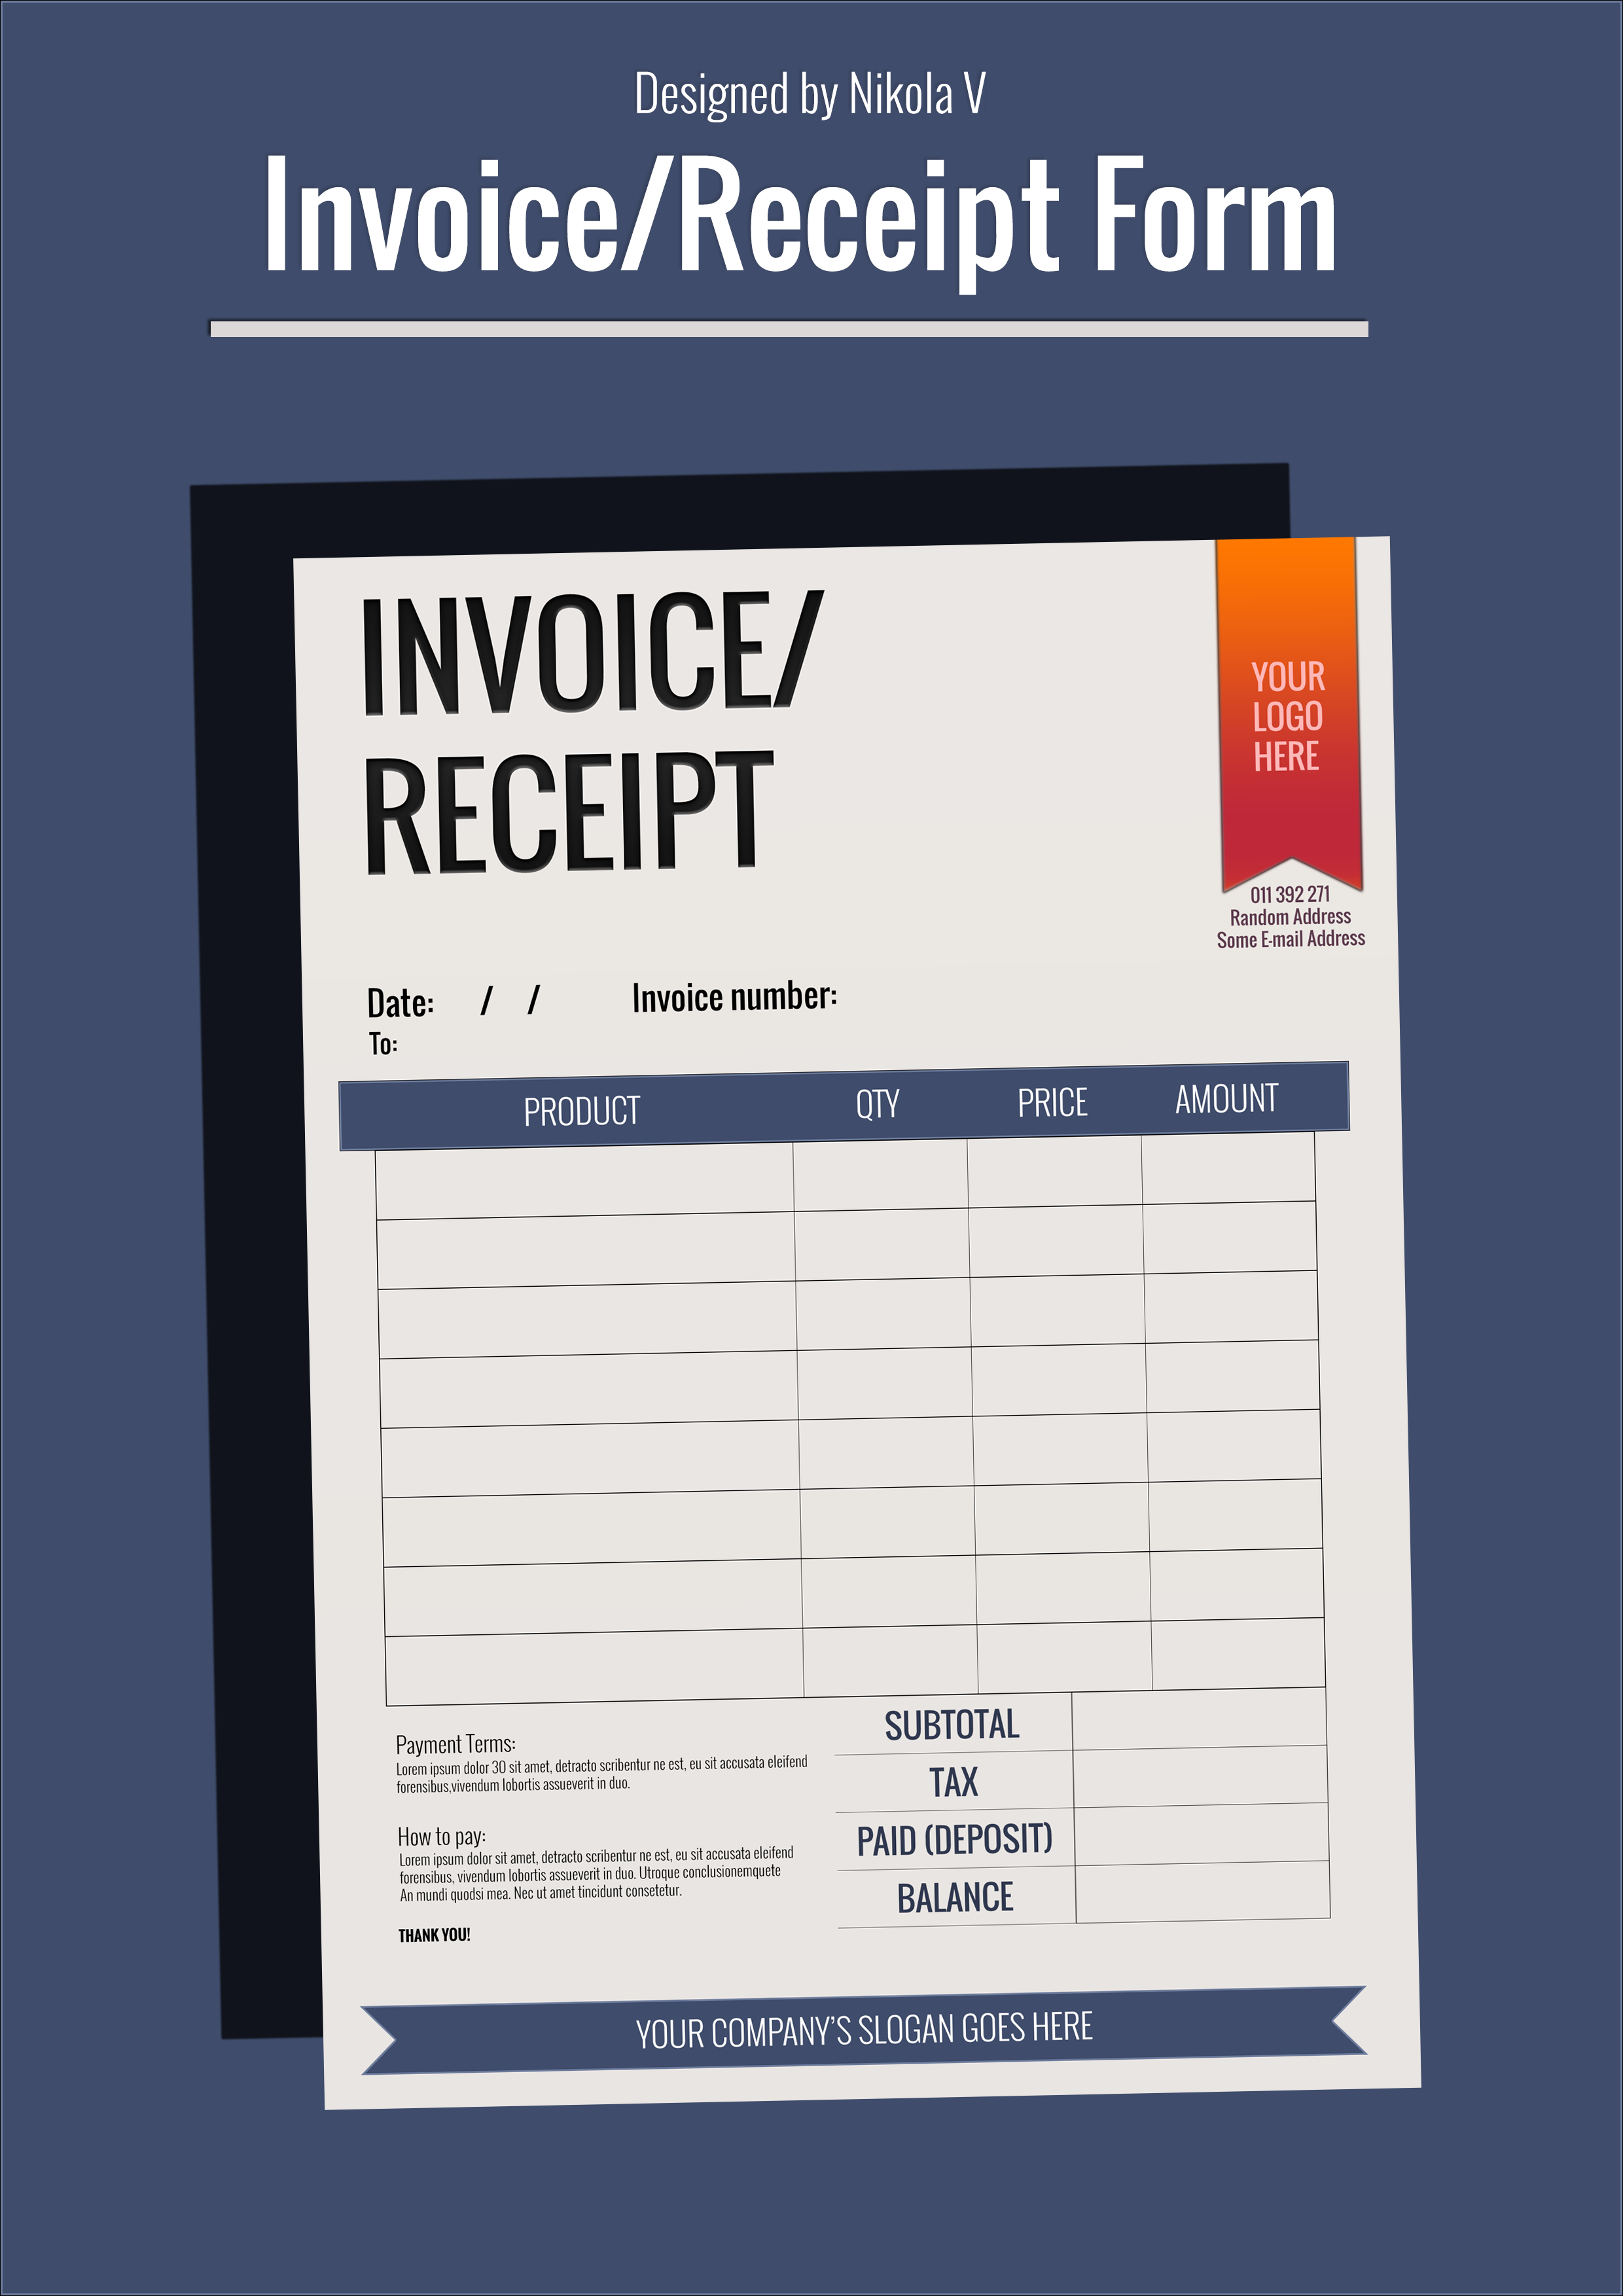 Designed by Nikola V
Invoice/Receipt Form
INVOICE/
RECEIPT
YOUR
LOGO
HERE
011 392 271
Random Address
Some E-mail Address
Date: / / Invoice number:
To:
PRODUCT QTY PRICE AMOUNT
SUBTOTAL
TAX
PAID (DEPOSIT)
BALANCE
Payment Terms:
Lorem ipsum dolor 30 sit amet, detracto scribentur ne est, eu sit accusata eleifend
forensibus,vivendum lobortis assueverit in duo.
How to pay:
Lorem ipsum dolor sit amet, detracto scribentur ne est, eu sit accusata eleifend
forensibus, vivendum lobortis assueverit in duo. Utroque conclusionemquete
An mundi quodsi mea. Nec ut amet tincidunt consetetur.
THANK YOU!
YOUR COMPANY'S SLOGAN GOES HERE